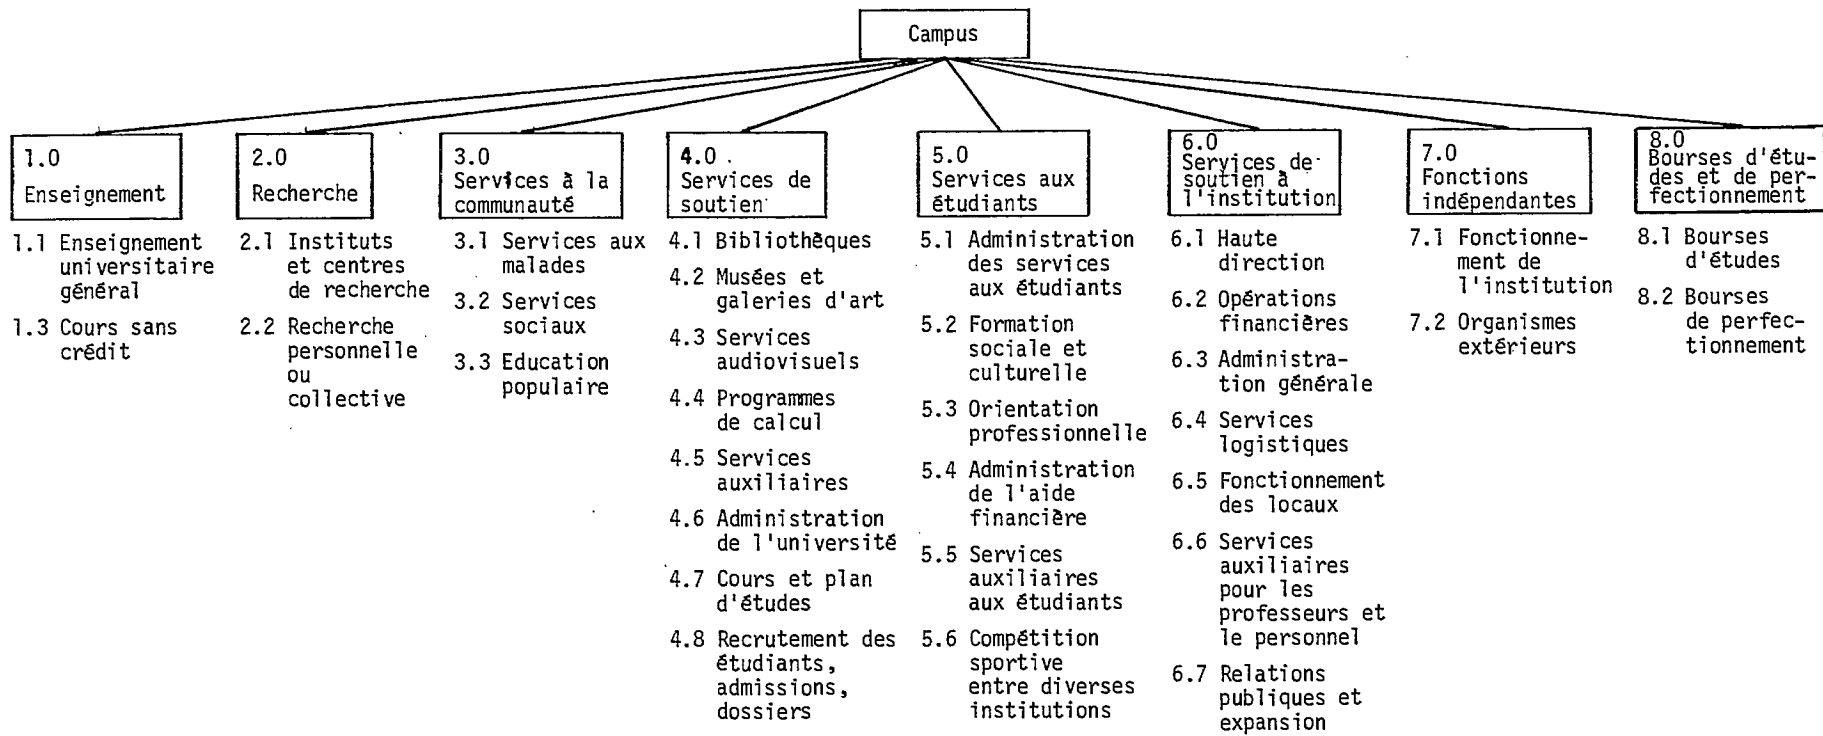 Campus
1.0
Enseignement
1.1 Enseignement
universitaire
général
1.3 Cours sans
crédit
2.0
Recherche
2.1 Instituts
et centres
de recherche
2.2 Recherche
personnelle
ou
collective
3.0
Services à la
communauté
3.1 Services aux
malades
3.2 Services
sociaux
3.3 Education
populaire
4.0
Services de
soutien
4.1 Bibliothèques
4.2 Musées et
galeries d'art
4.3 Services
audiovisuels
4.4 Programmes
de calcul
4.5 Services
auxiliaires
4.6 Administration
de l'université
4.7 Cours et plan
d'études
4.8 Recrutement des
étudiants,
admissions,
dossiers
5.0
Services aux
étudiants
5.1 Administration
des services
aux étudiants
5.2 Formation
sociale et
culturelle
5.3 Orientation
professionnelle
5.4 Administration
de l'aide
financière
5.5 Services
auxiliaires
aux étudiants
5.6 Compétition
sportive
entre diverses
institutions
6.0
Services de
soutien à
l'institution
6.1 Haute
direction
6.2 Opérations
financières
6.3 Administra-
tion générale
6.4 Services
logistiques
6.5 Fonctionnement
des locaux
6.6 Services
auxiliaires
pour les
professeurs et
le personnel
6.7 Relations
publiques et
expansion
7.0
Fonctions
indépendantes
7.1 Fonctionne-
ment de
l'institution
7.2 Organismes
extérieurs
8.0
Bourses d'étu-
des et de per-
fectionnement
8.1 Bourses
d'études
8.2 Bourses
de perfec-
tionnement